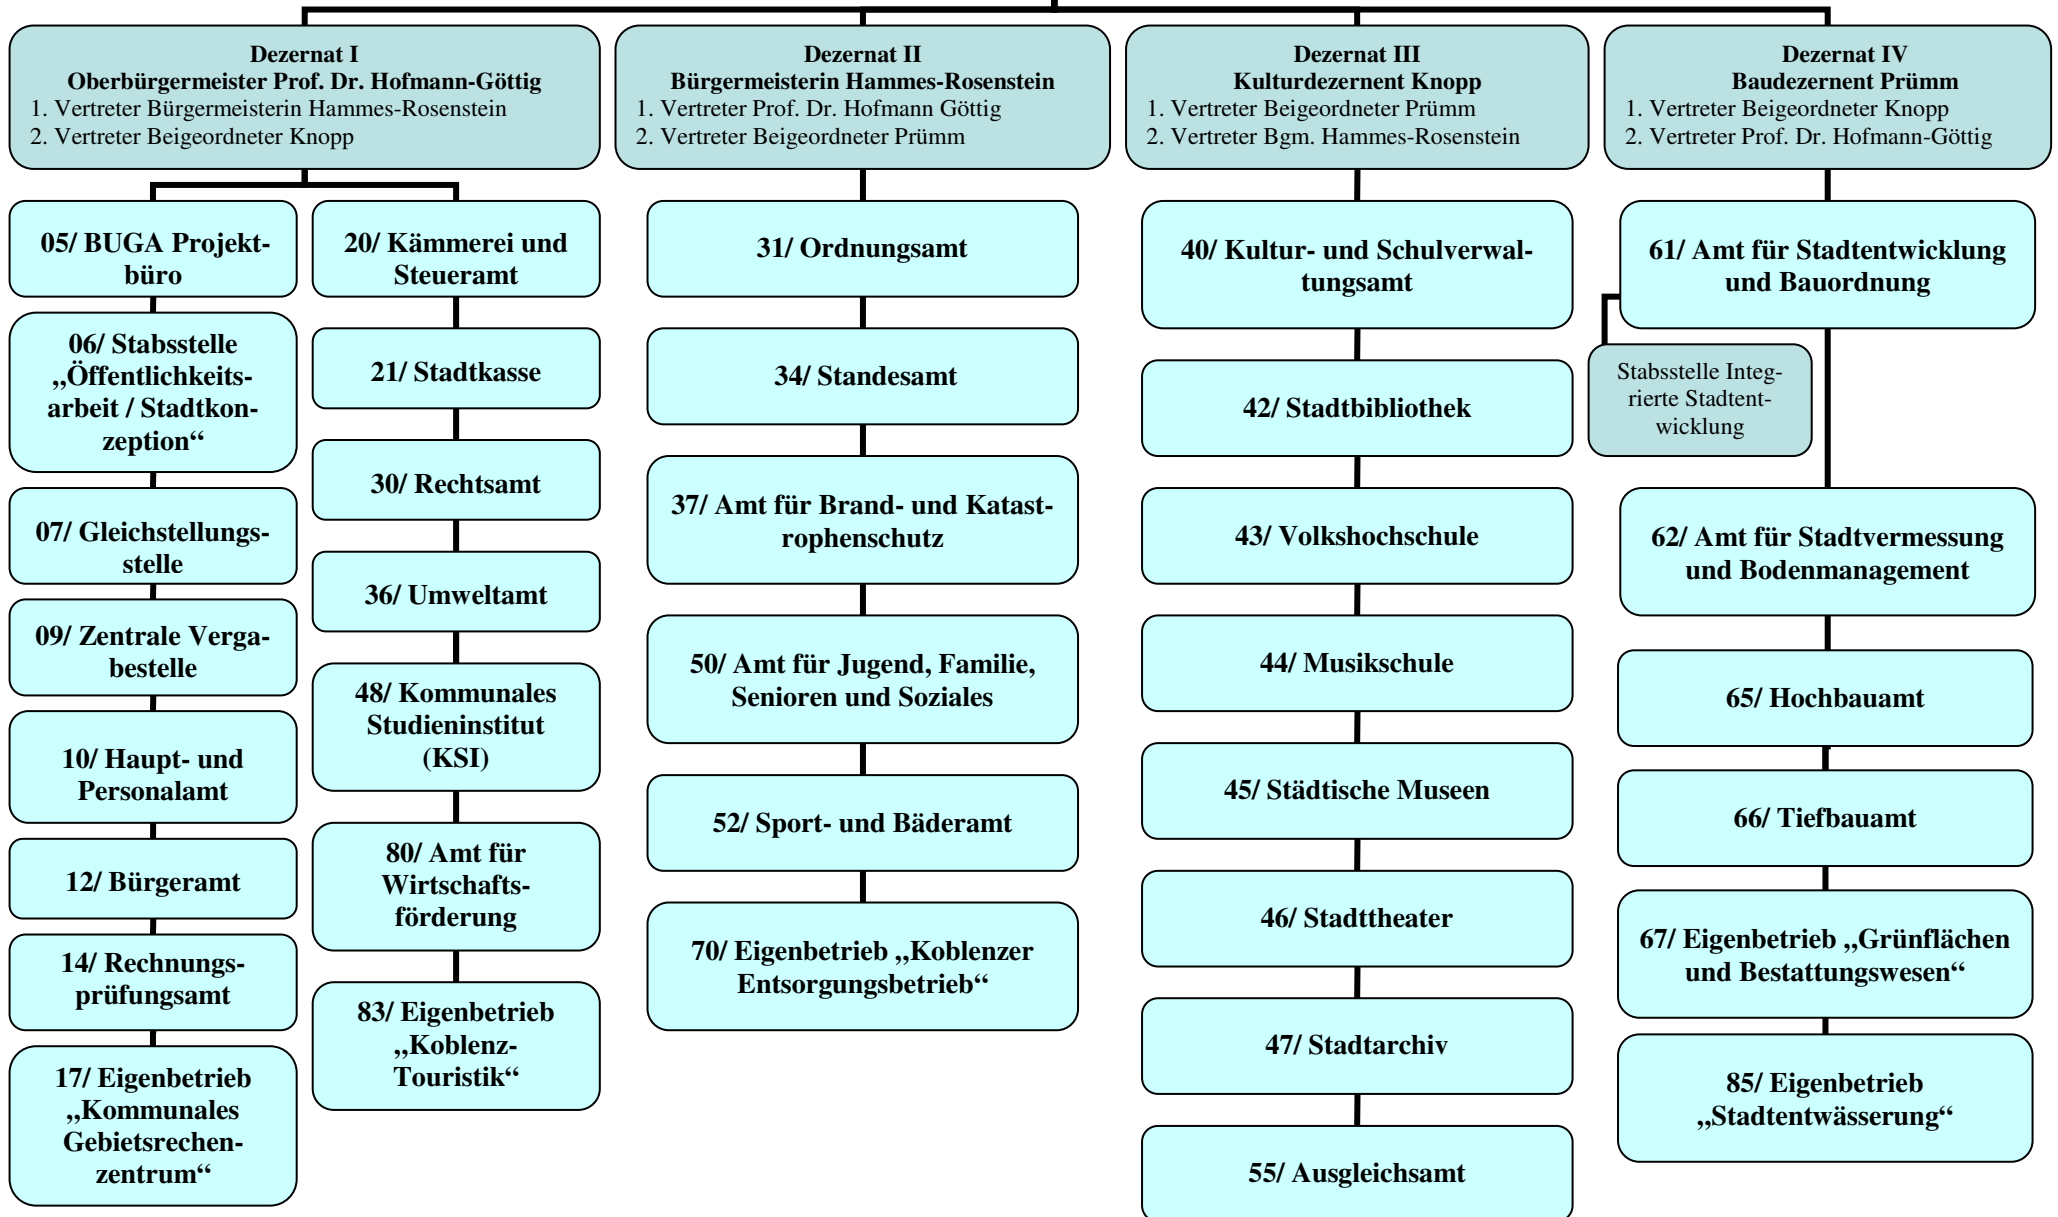 Dezernat I
Oberbürgermeister Prof. Dr. Hofmann-Göttig
1. Vertreter Bürgermeisterin Hammes-Rosenstein
2. Vertreter Beigeordneter Knopp
Dezernat II
Bürgermeisterin Hammes-Rosenstein
1. Vertreter Prof. Dr. Hofmann Göttig
2. Vertreter Beigeordneter Prümm
Dezernat III
Kulturdezernent Knopp
1. Vertreter Beigeordneter Prümm
2. Vertreter Bgm. Hammes-Rosenstein
Dezernat IV
Baudezernent Prümm
1. Vertreter Beigeordneter Knopp
2. Vertreter Prof. Dr. Hofmann-Göttig
05/ BUGA Projekt-
büro
06/ Stabsstelle
„Öffentlichkeits-
arbeit / Stadtkon-
zeption“
07/ Gleichstellungs-
stelle
09/ Zentrale Verga-
bestelle
10/ Haupt- und
Personalamt
12/ Bürgeramt
14/ Rechnungs-
prüfungsamt
17/ Eigenbetrieb
„Kommunales
Gebietsrechen-
zentrum“
20/ Kämmerei und
Steueramt
21/ Stadtkasse
30/ Rechtsamt
36/ Umweltamt
48/ Kommunales
Studieninstitut
(KSI)
80/ Amt für
Wirtschafts-
förderung
83/ Eigenbetrieb
„Koblenz-
Touristik“
31/ Ordnungsamt
34/ Standesamt
37/ Amt für Brand- und Katast-
rophenschutz
50/ Amt für Jugend, Familie,
Senioren und Soziales
52/ Sport- und Bäderamt
70/ Eigenbetrieb „Koblenzer
Entsorgungsbetrieb“
40/ Kultur- und Schulverwal-
tungsamt
42/ Stadtbibliothek
43/ Volkshochschule
44/ Musikschule
45/ Städtische Museen
46/ Stadttheater
47/ Stadtarchiv
55/ Ausgleichsamt
61/ Amt für Stadtentwicklung
und Bauordnung
Stabsstelle Integ-
rierte Stadtent-
wicklung
62/ Amt für Stadtvermessung
und Bodenmanagement
65/ Hochbauamt
66/ Tiefbauamt
67/ Eigenbetrieb „Grünflächen
und Bestattungswesen“
85/ Eigenbetrieb
„Stadtentwässerung“